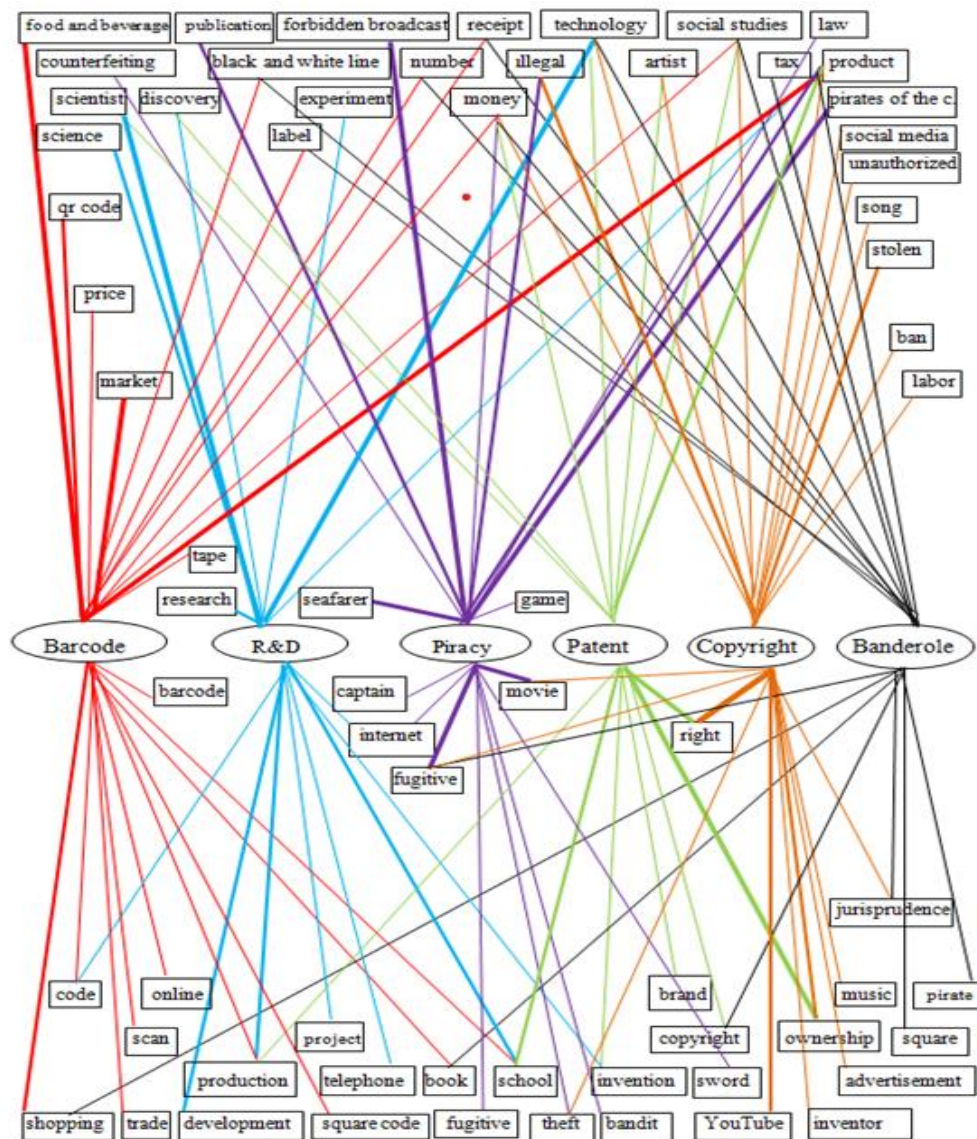 food and beverage publication forbidden broadcast receipt technology social studies law
counterfeiting black and white line number illegal artist tax product
scientist discovery experiment money pirates of the c.
science label social media
unauthorized
qr code song
stolen
price
ban
market labor
tape
research seafarer game
Barcode R&D Piracy Patent Copyright Banderole
barcode captain movie
internet right
fugitive
jurisprudence
code online brand music pirate
scan project copyright ownership square
production telephone book school invention sword advertisement
shopping trade development square code fugitive theft bandit YouTube inventor